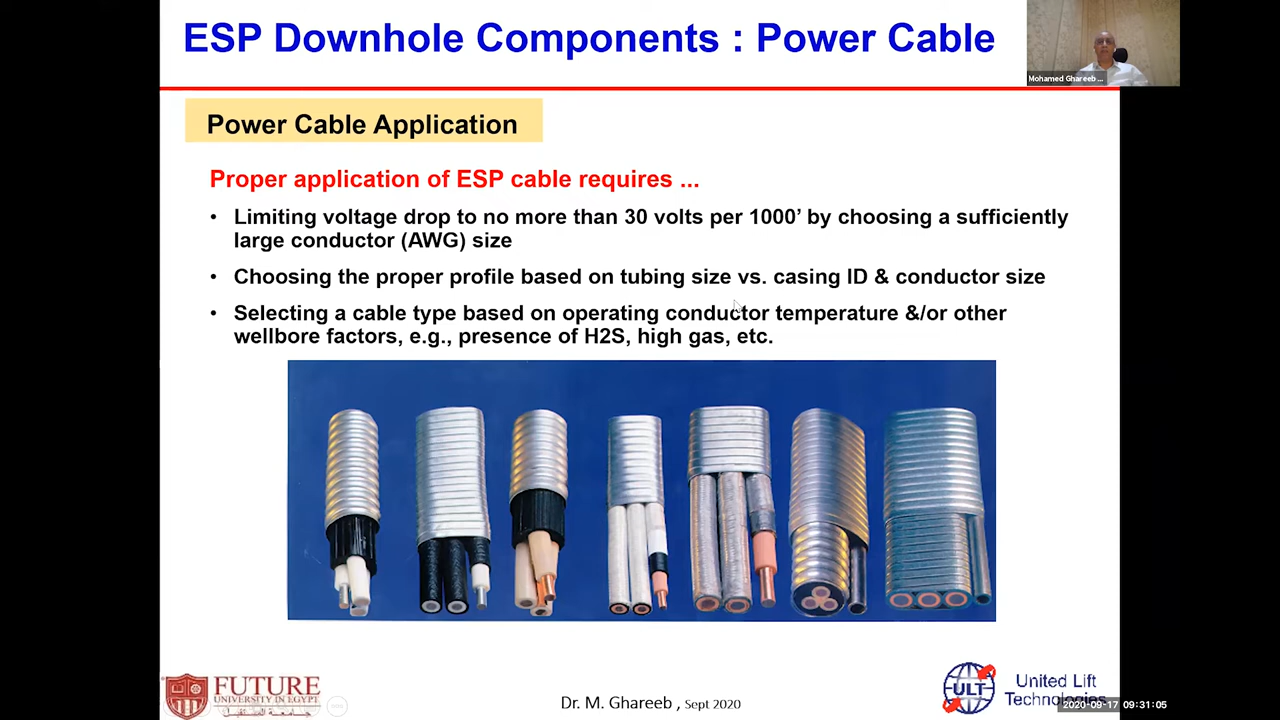 ESP Downhole Components : Power Cable
Mohamed Ghareeb ...
Power Cable Application
Proper application of ESP cable requires ...
• Limiting voltage drop to no more than 30 volts per 1000’ by choosing a sufficiently
large conductor (AWG) size
• Choosing the proper profile based on tubing size vs. casing ID & conductor size
• Selecting a cable type based on operating conductor temperature &/or other
wellbore factors, e.g., presence of H2S, high gas, etc.
FUTURE
UNIVERSITY IN EGYPT
Dr. M. Ghareeb , Sept 2020
ULT
United Lift
Technologies
2020-09-17 09:31:05